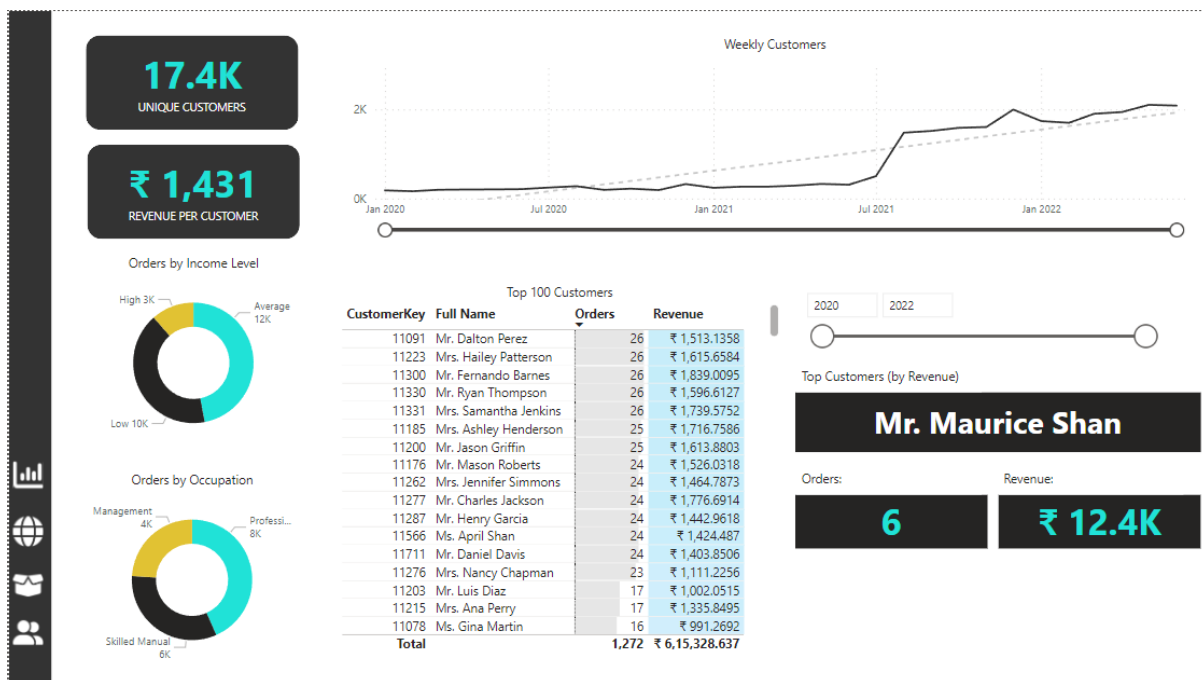 17.4K
UNIQUE CUSTOMERS
₹ 1,431
REVENUE PER CUSTOMER
Weekly Customers
2K
0K
Jan 2020 Jul 2020 Jan 2021 Jul 2021 Jan 2022
Orders by Income Level
High 3K
Average
12K
Low 10K
Orders by Occupation
Management
4K
Professi...
8K
Skilled Manual
6K
Top 100 Customers
CustomerKey Full Name Orders Revenue
11091 Mr. Dalton Perez 26 ₹ 1,513.1358
11223 Mrs. Hailey Patterson 26 ₹ 1,615.6584
11300 Mr. Fernando Barnes 26 ₹ 1,839.0095
11330 Mr. Ryan Thompson 26 ₹ 1,596.6127
11331 Mrs. Samantha Jenkins 26 ₹ 1,739.5752
11185 Mrs. Ashley Henderson 25 ₹ 1,716.7586
11200 Mr. Jason Griffin 25 ₹ 1,613.8803
11176 Mr. Mason Roberts 24 ₹ 1,526.0318
11262 Mrs. Jennifer Simmons 24 ₹ 1,464.7873
11277 Mr. Charles Jackson 24 ₹ 1,776.6914
11287 Mr. Henry Garcia 24 ₹ 1,442.9618
11566 Ms. April Shan 24 ₹ 1,424.487
11711 Mr. Daniel Davis 24 ₹ 1,403.8506
11276 Mrs. Nancy Chapman 23 ₹ 1,111.2256
11203 Mr. Luis Diaz 17 ₹ 1,002.0515
11215 Mrs. Ana Perry 17 ₹ 1,335.8495
11078 Ms. Gina Martin 16 ₹ 991.2692
Total 1,272 ₹ 6,15,328.637
2020 2022
Top Customers (by Revenue)
Mr. Maurice Shan
Orders: Revenue:
6 ₹ 12.4K